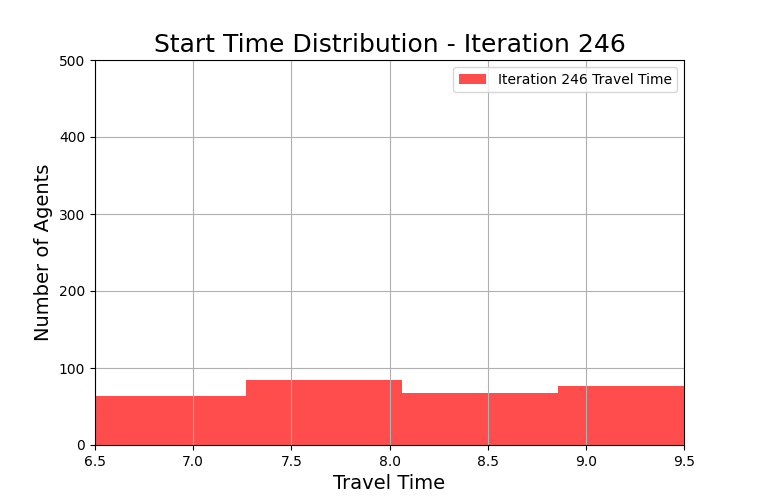 Start Time Distribution - Iteration 246
Iteration 246 Travel Time
Number of Agents
500
400
300
200
100
0
6.5 7.0 7.5 8.0 8.5 9.0 9.5
Travel Time